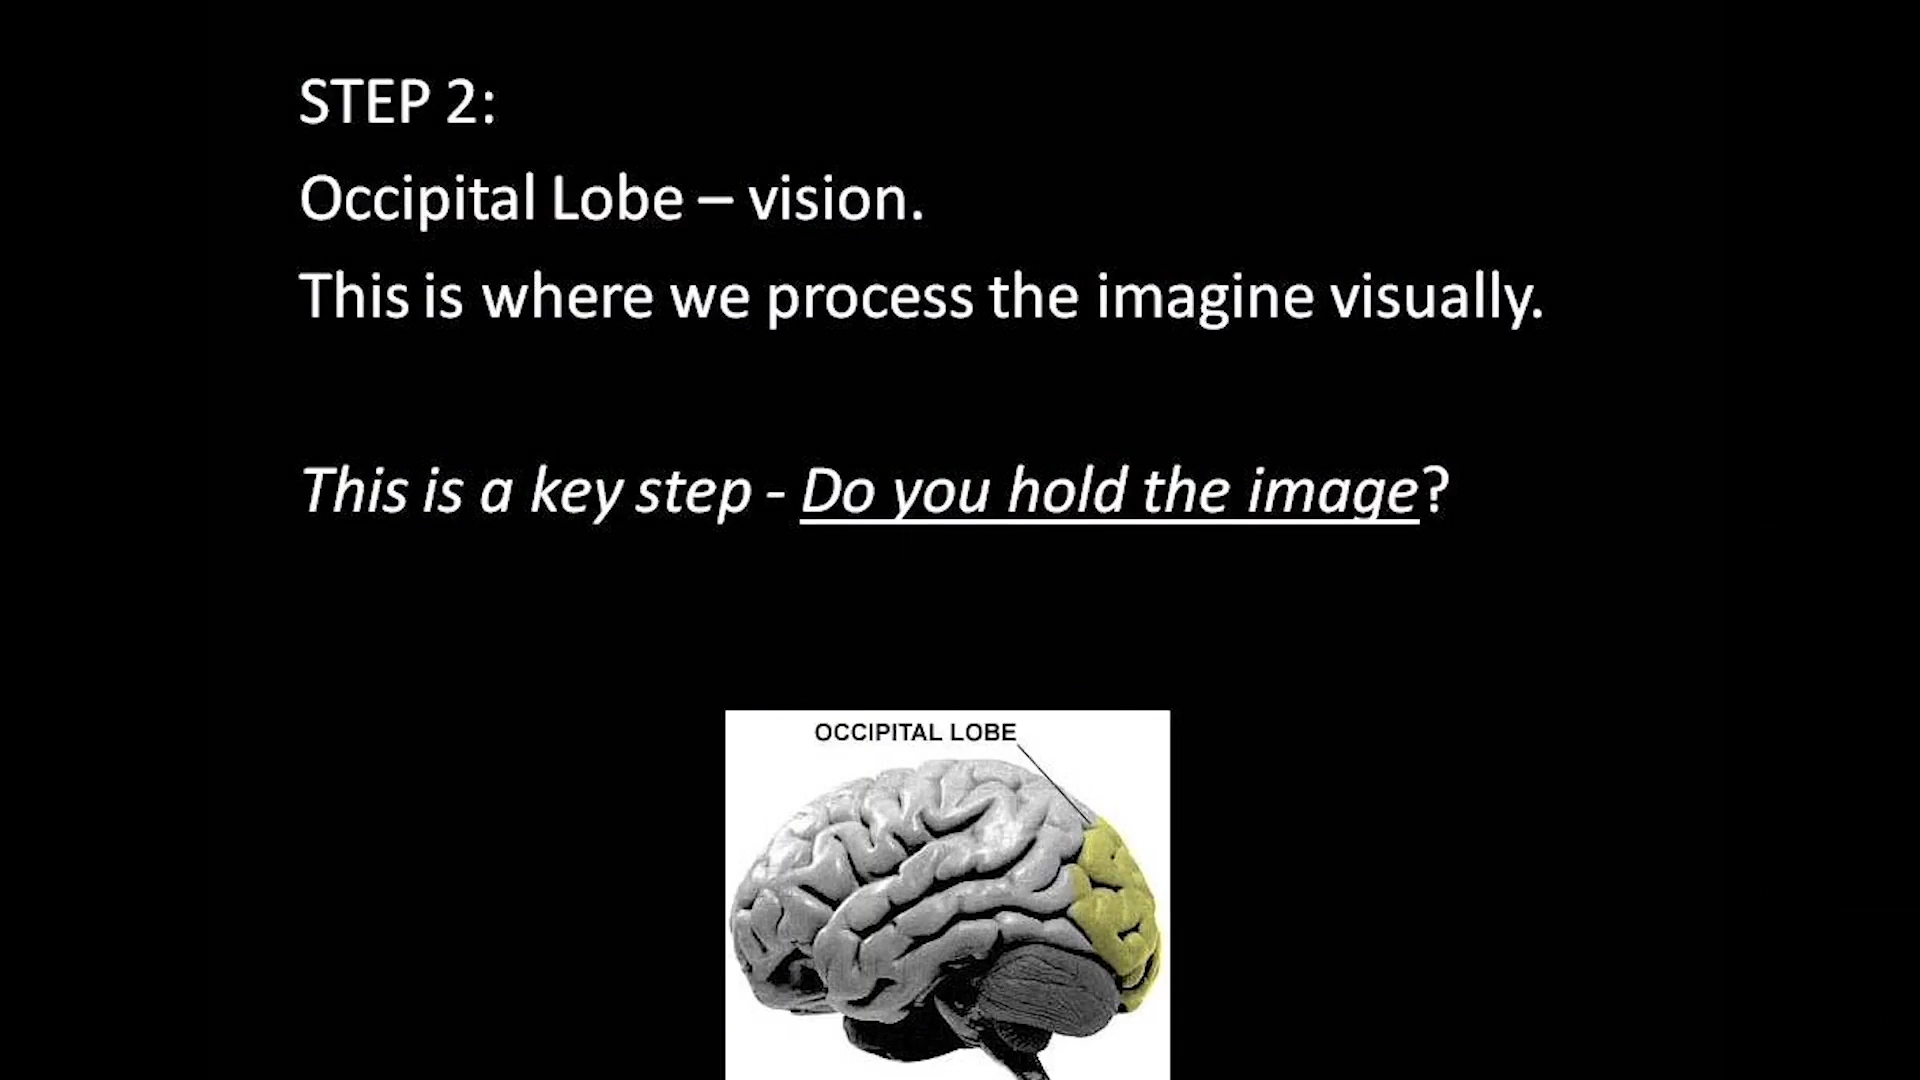 STEP 2:
Occipital Lobe – vision.
This is where we process the imagine visually.
This is a key step - Do you hold the image?
OCCIPITAL LOBE